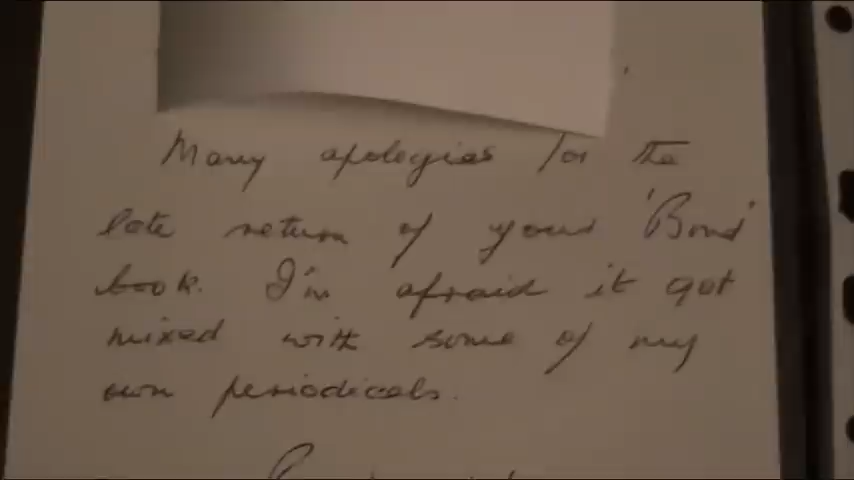 Many apologies for the
late return of your 'Bond'
book. I'm afraid it got
mixed with some of my
own periodicals.